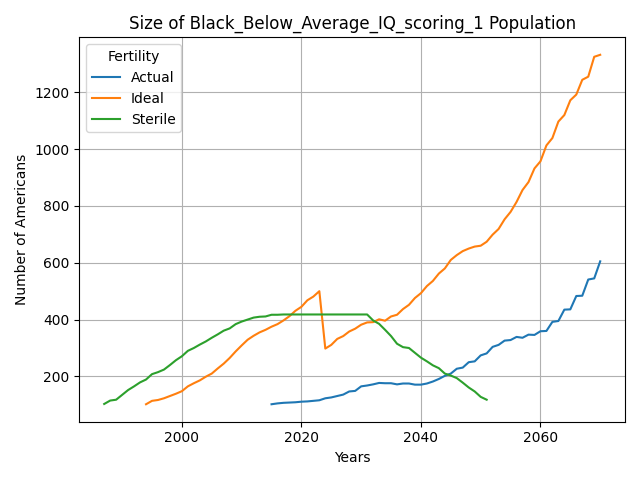 Size of Black_Below_Average_IQ_scoring_1 Population
Fertility
Actual
Ideal
Sterile
Number of Americans
1200
1000
800
600
400
200
2000
2020
2040
2060
Years